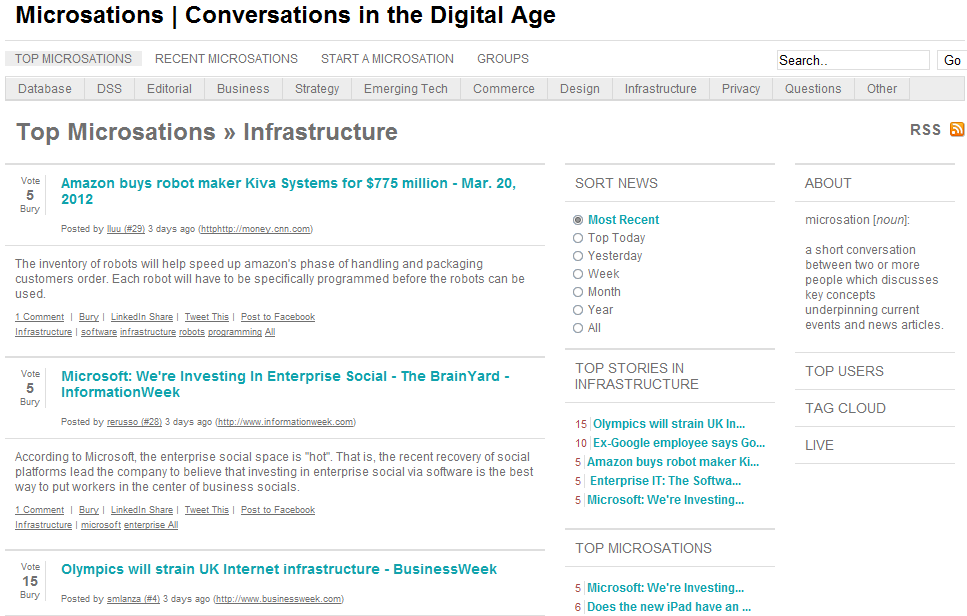 Microsations | Conversations in the Digital Age
TOP MICROSATIONS RECENT MICROSATIONS START A MICROSATION GROUPS
Search.. Go
Database DSS Editorial Business Strategy Emerging Tech Commerce Design Infrastructure Privacy Questions Other
Top Microsations » Infrastructure
RSS
Vote
5
Bury
Amazon buys robot maker Kiva Systems for $775 million - Mar. 20,
2012
Posted by lluu (#29) 3 days ago (httphttp://money.cnn.com)
The inventory of robots will help speed up amazon's phase of handling and packaging
customers order. Each robot will have to be specifically programmed before the robots can be
used.
1 Comment | Bury | LinkedIn Share | Tweet This | Post to Facebook
Infrastructure | software infrastructure robots programming All
Vote
5
Bury
Microsoft: We're Investing In Enterprise Social - The BrainYard -
InformationWeek
Posted by rerusso (#28) 3 days ago (http://www.informationweek.com)
According to Microsoft, the enterprise social space is "hot". That is, the recent recovery of social
platforms lead the company to believe that investing in enterprise social via software is the best
way to put workers in the center of business socials.
1 Comment | Bury | LinkedIn Share | Tweet This | Post to Facebook
Infrastructure | microsoft enterprise All
Vote
15
Bury
Olympics will strain UK Internet infrastructure - BusinessWeek
Posted by smlanza (#4) 3 days ago (http://www.businessweek.com)
SORT NEWS
Most Recent
Top Today
Yesterday
Week
Month
Year
All
TOP STORIES IN
INFRASTRUCTURE
15 Olympics will strain UK In...
10 Ex-Google employee says Go...
5 Amazon buys robot maker Ki...
5 Enterprise IT: The Softwa...
5 Microsoft: We're Investing...
TOP MICROSATIONS
5 Microsoft: We're Investing...
6 Does the new iPad have an ...
ABOUT
microsation [noun]:
a short conversation
between two or more
people which discusses
key concepts
underpinning current
events and news articles.
TOP USERS
TAG CLOUD
LIVE